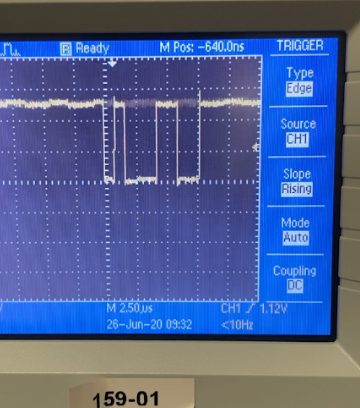 R Ready M Pos: -640.0ns TRIGGER
Type
Edge
Source
CH1
Slope
Rising
Mode
Auto
Coupling
DC
M 2.50us CH1 / 1.12V
26-Jun-20 09:32 <10Hz
159-01